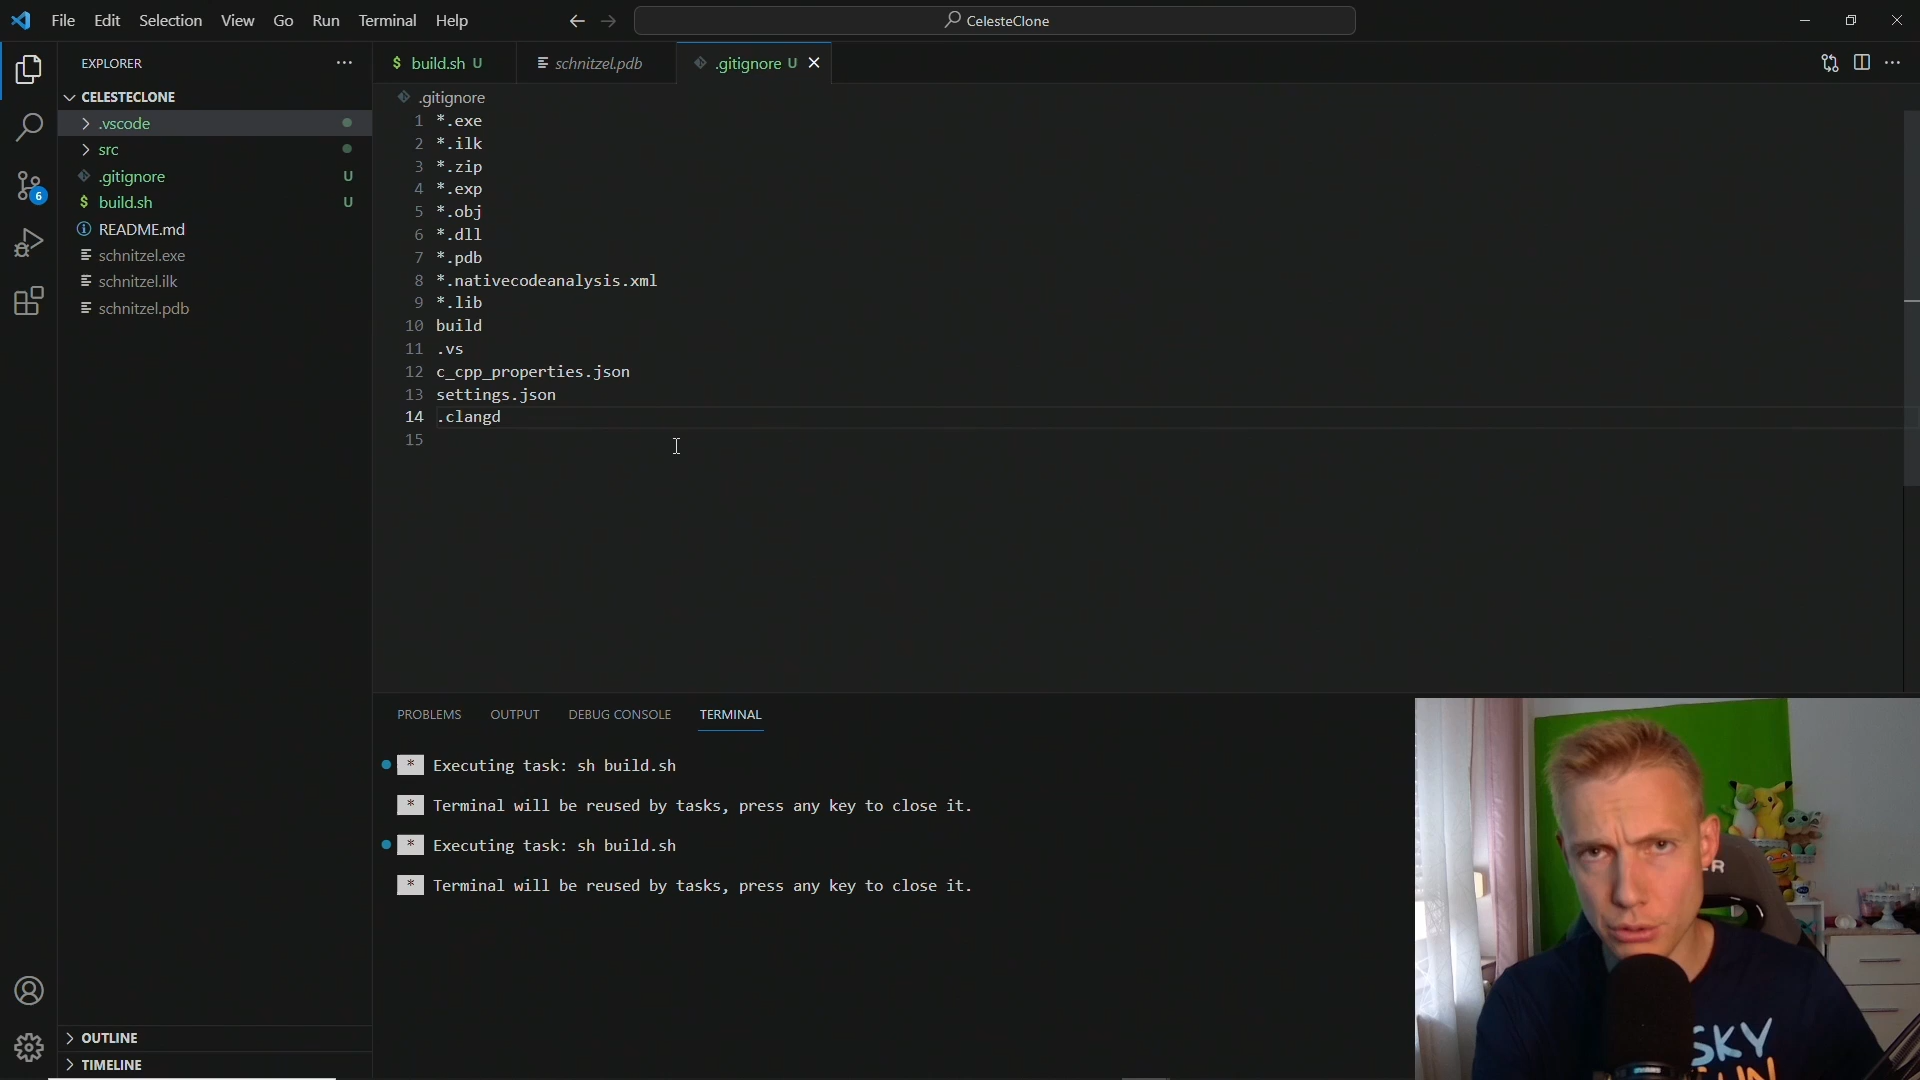 File Edit Selection View Go Run Terminal Help
CelesteClone
EXPLORER
CELESTECLONE
.vscode
src
.gitignore U
build.sh U
README.md
schnitzel.exe
schnitzel.ilk
schnitzel.pdb
6
OUTLINE
TIMELINE
$ build.sh U
schnitzel.pdb
.gitignore U
.gitignore
1 *.exe
2 *.ilk
3 *.zip
4 *.exp
5 *.obj
6 *.dll
7 *.pdb
8 *.nativecodeanalysis.xml
9 *.lib
10 build
11 .vs
12 c_cpp_properties.json
13 settings.json
14 .clangd
15
PROBLEMS OUTPUT DEBUG CONSOLE TERMINAL
* Executing task: sh build.sh
* Terminal will be reused by tasks, press any key to close it.
* Executing task: sh build.sh
* Terminal will be reused by tasks, press any key to close it.
SKY